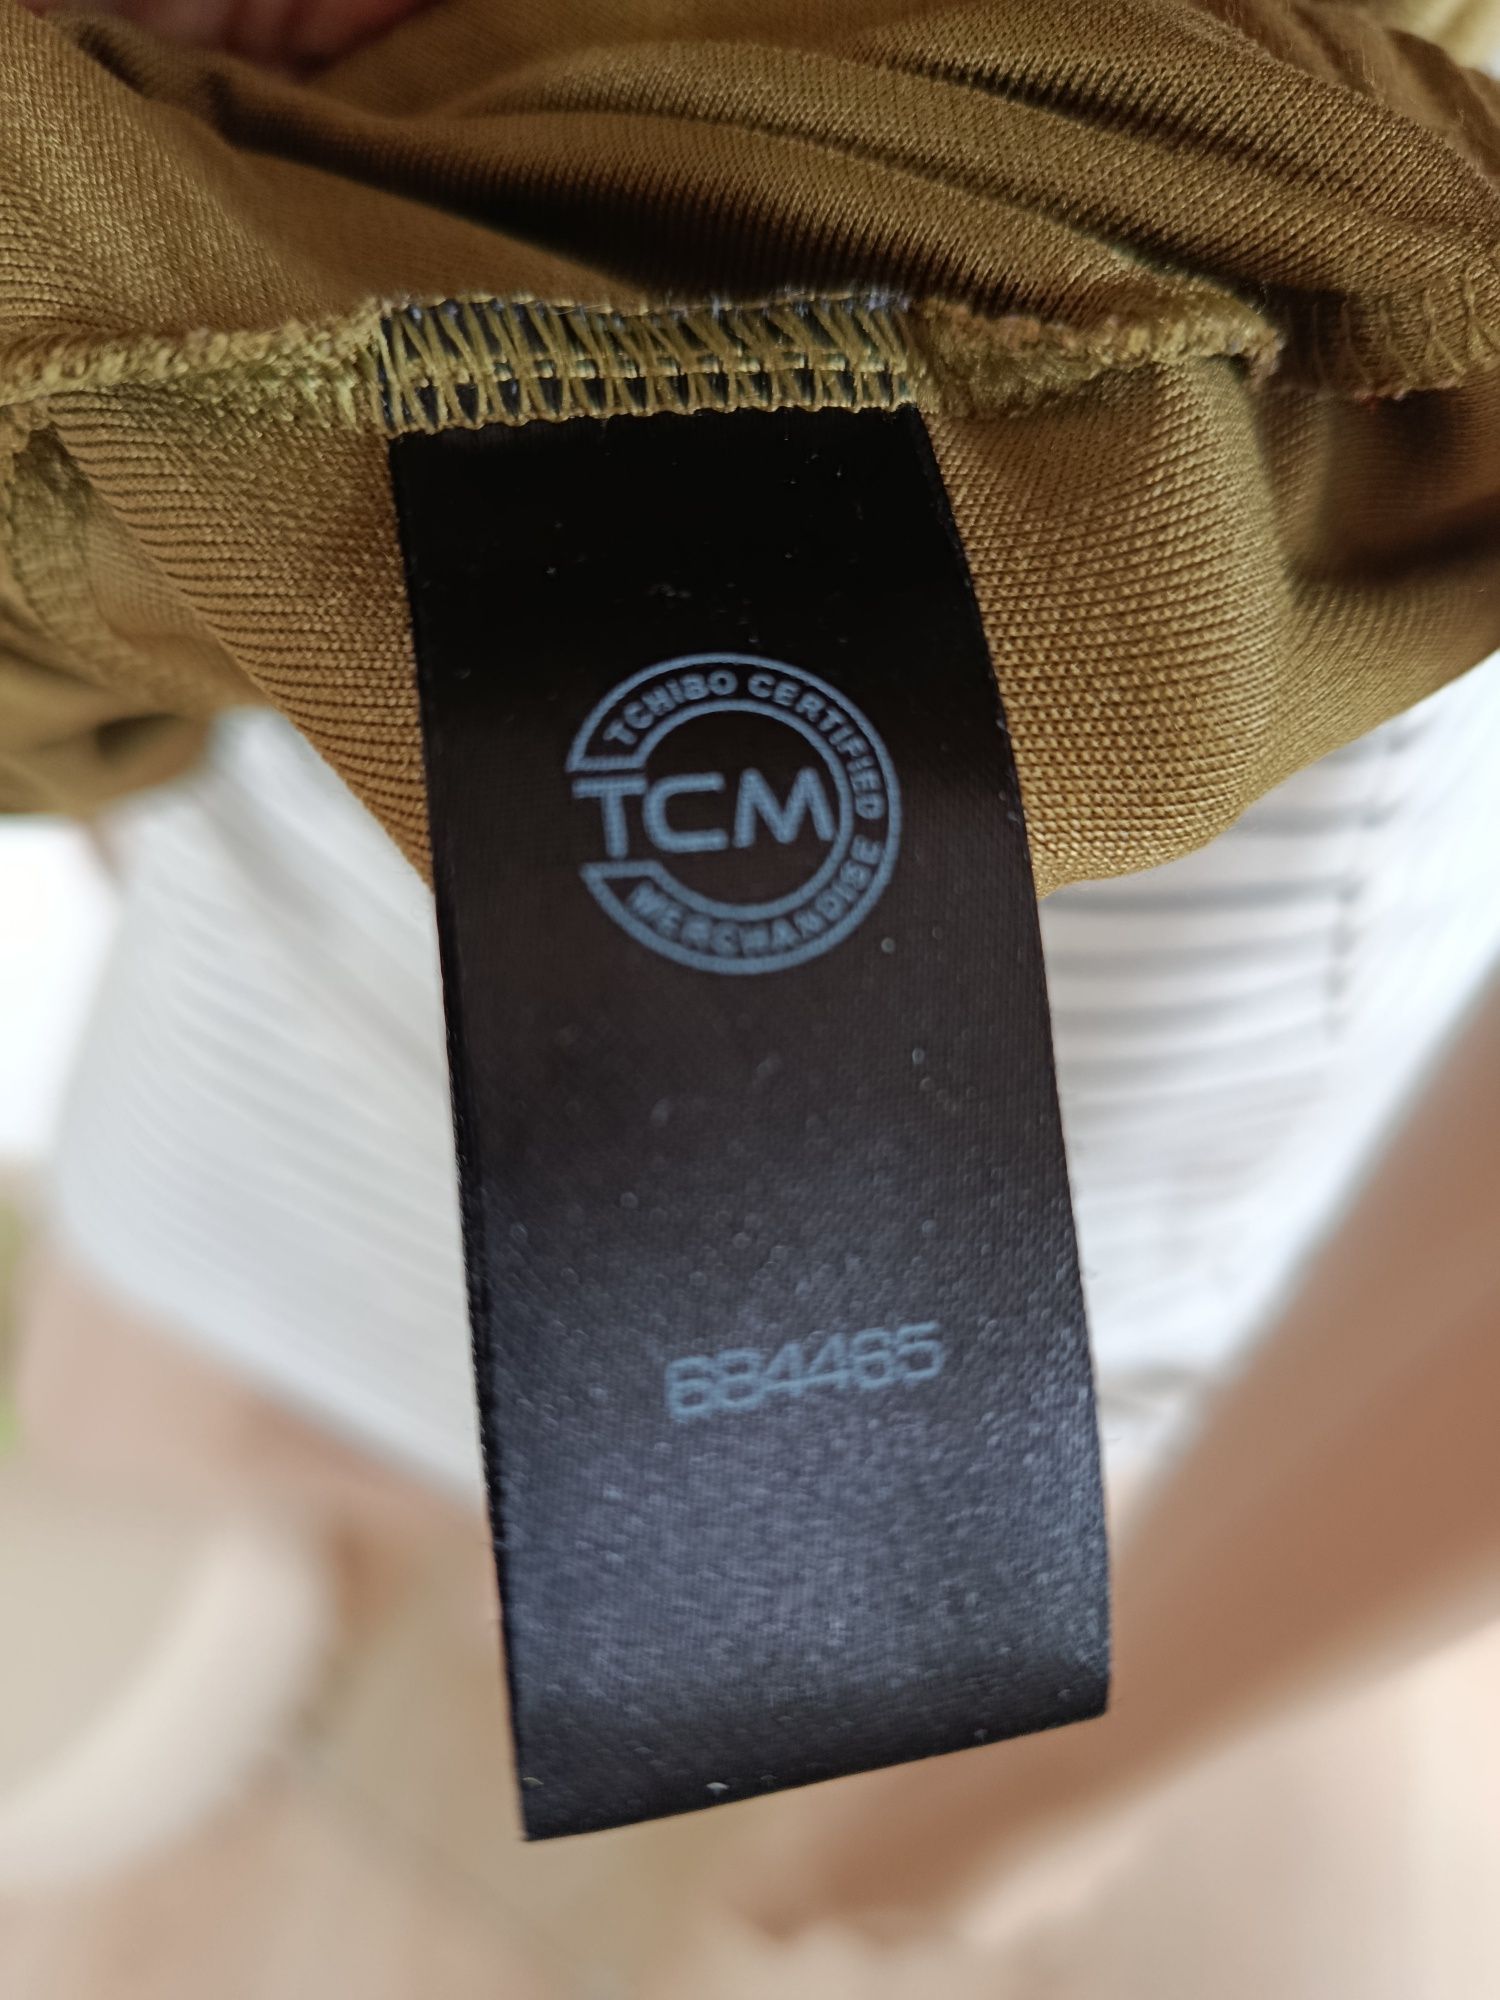 TCHIBO CERTIFIED
TCM
MERCHANDISE
684465